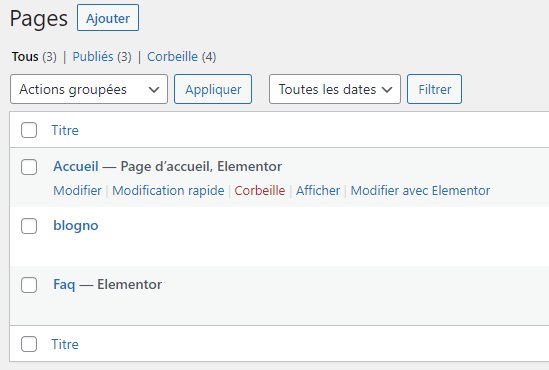 Pages Ajouter
Tous (3) | Publiés (3) | Corbeille (4)
Actions groupées Appliquer Toutes les dates Filtrer
Titre
Accueil — Page d’accueil, Elementor
Modifier | Modification rapide | Corbeille | Afficher | Modifier avec Elementor
blogno
Faq — Elementor
Titre